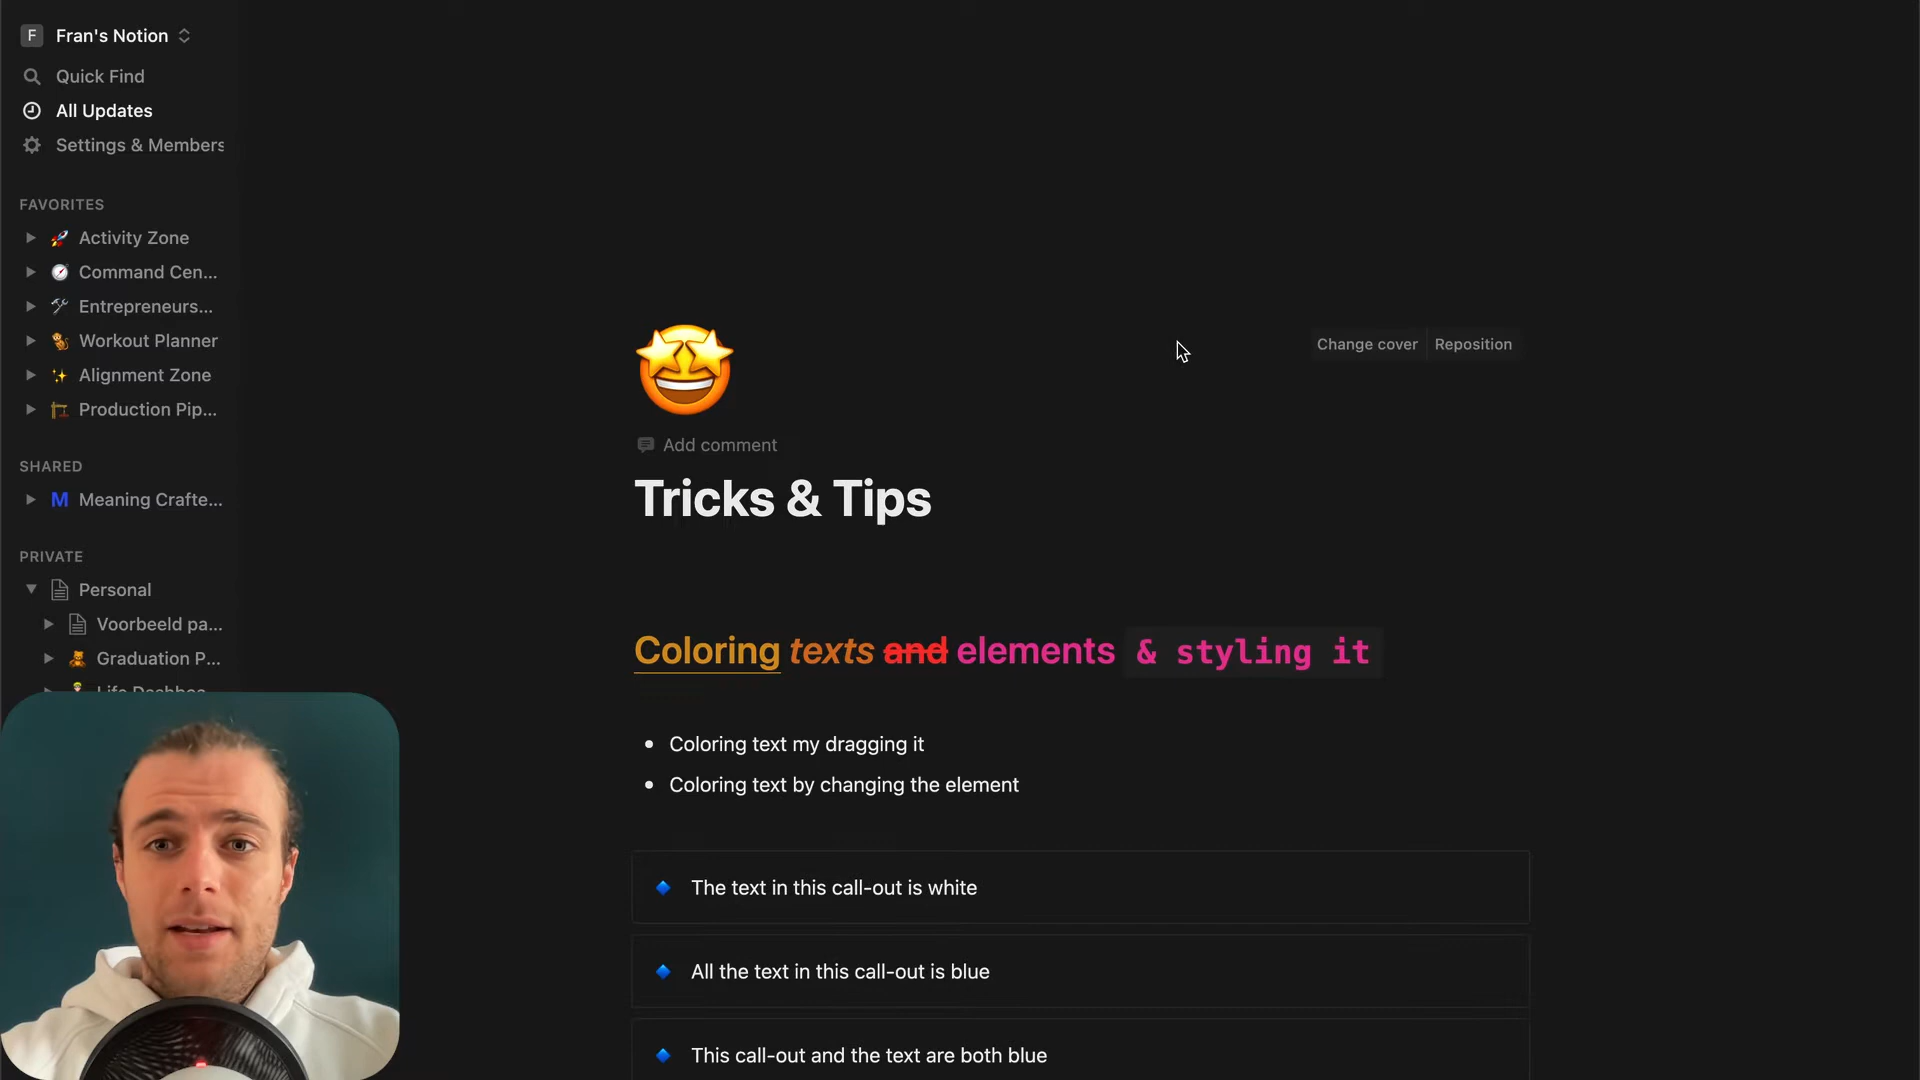 F Fran's Notion
Quick Find
All Updates
Settings & Members
FAVORITES
Activity Zone
Command Cen...
Entrepreneurs...
Workout Planner
Alignment Zone
Production Pip...
SHARED
M Meaning Crafte...
PRIVATE
Personal
Voorbeeld pa...
Graduation P...
Life Dashboa...
Change cover Reposition
Add comment
Tricks & Tips
Coloring texts and elements & styling it
• Coloring text my dragging it
• Coloring text by changing the element
The text in this call-out is white
All the text in this call-out is blue
This call-out and the text are both blue